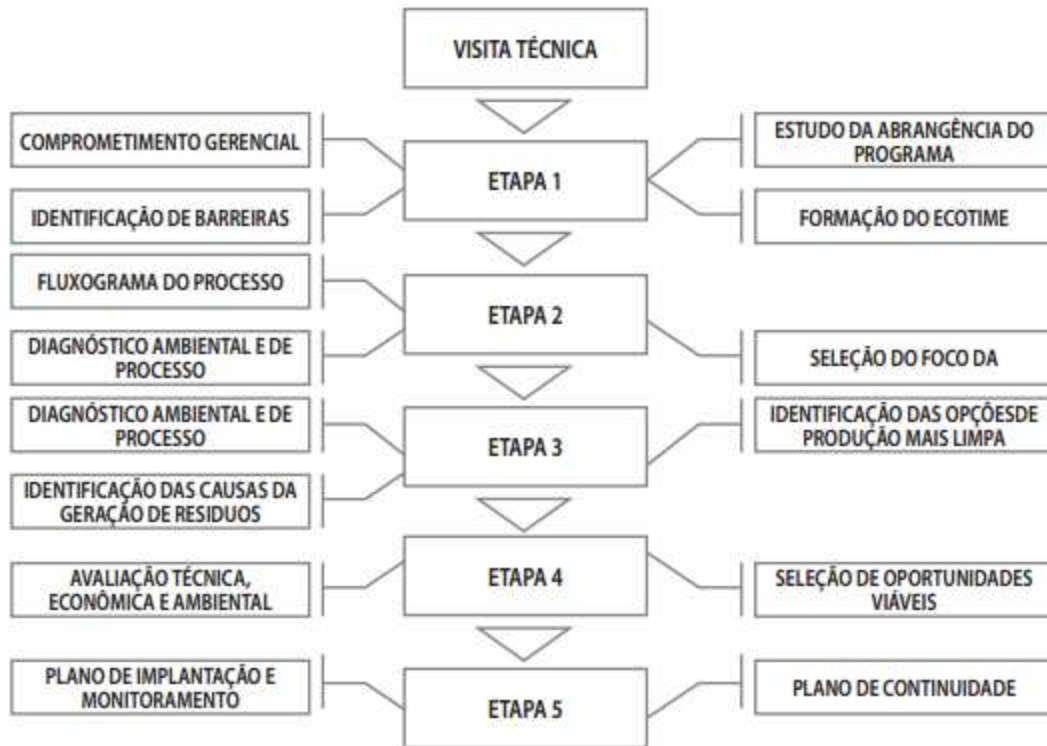 VISITA TÉCNICA
COMPROMETIMENTO GERENCIAL
ESTUDO DA ABRANGÊNCIA DO
PROGRAMA
ETAPA 1
IDENTIFICAÇÃO DE BARREIRAS
FORMAÇÃO DO ECOTIME
FLUXOGRAMA DO PROCESSO
ETAPA 2
DIAGNÓSTICO AMBIENTAL E DE
PROCESSO
SELEÇÃO DO FOCO DA
DIAGNÓSTICO AMBIENTAL E DE
PROCESSO
IDENTIFICAÇÃO DAS OPÇÕESDE
PRODUÇÃO MAIS LIMPA
ETAPA 3
IDENTIFICAÇÃO DAS CAUSAS DA
GERAÇÃO DE RESIDUOS
ETAPA 4
AVALIAÇÃO TÉCNICA,
ECONÔMICA E AMBIENTAL
SELEÇÃO DE OPORTUNIDADES
VIÁVEIS
PLANO DE IMPLANTAÇÃO E
MONITORAMENTO
ETAPA 5
PLANO DE CONTINUIDADE